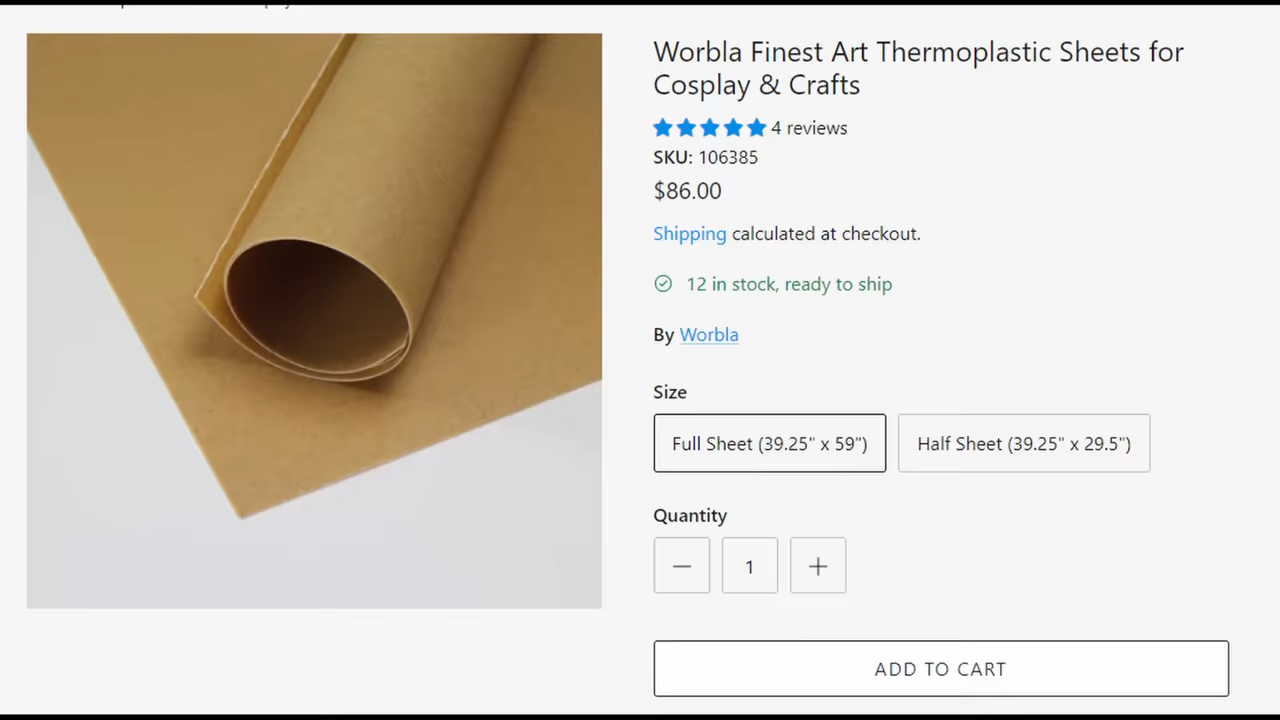 Worbla Finest Art Thermoplastic Sheets for
Cosplay & Crafts
4 reviews
SKU: 106385
$86.00
Shipping calculated at checkout.
12 in stock, ready to ship
By Worbla
Size
Full Sheet (39.25" x 59")
Half Sheet (39.25" x 29.5")
Quantity
1
ADD TO CART